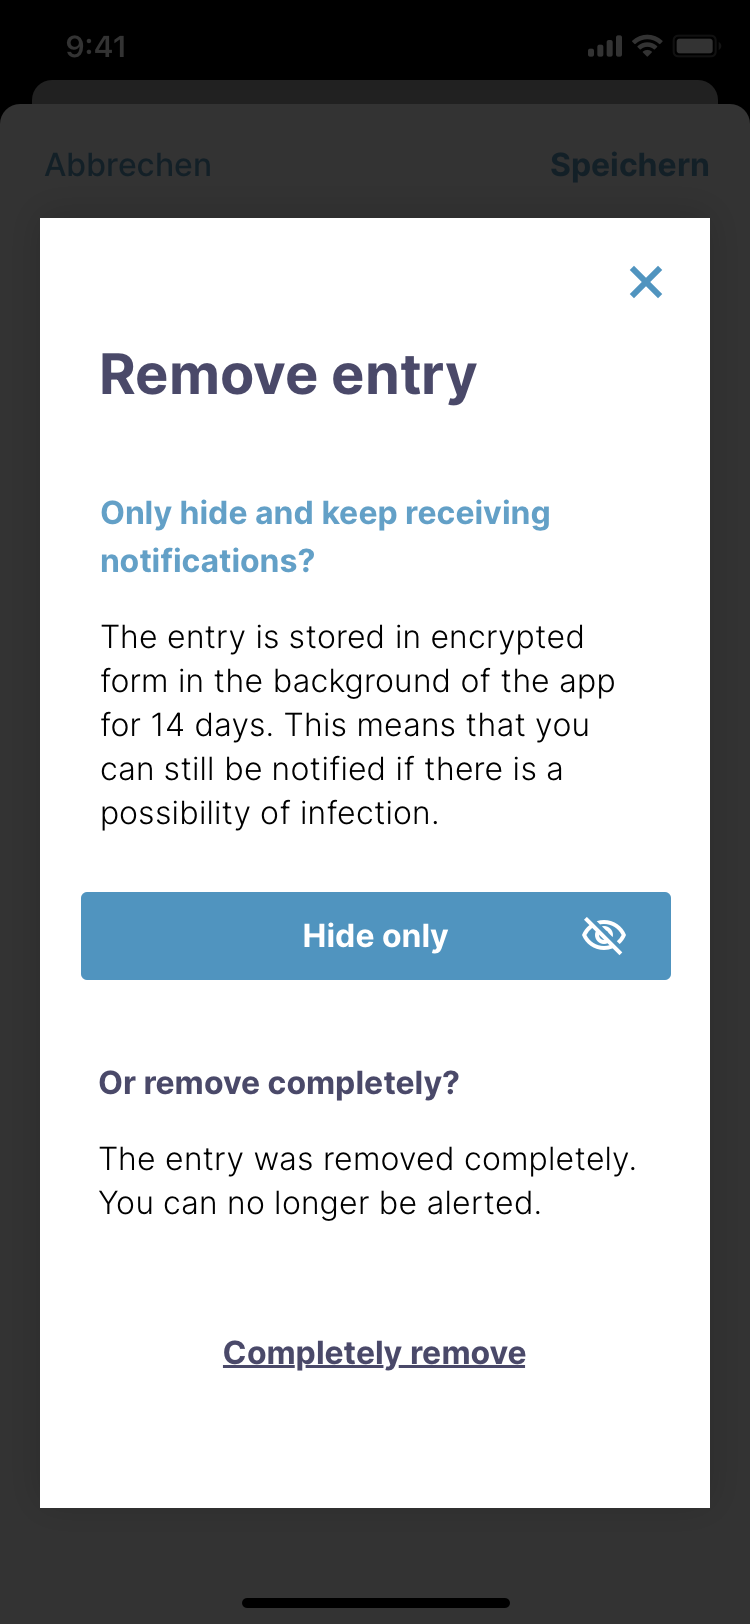 9:41
Abbrechen
Speichern
Remove entry
Only hide and keep receiving
notifications?
The entry is stored in encrypted
form in the background of the app
for 14 days. This means that you
can still be notified if there is a
possibility of infection.
Hide only
Or remove completely?
The entry was removed completely.
You can no longer be alerted.
Completely remove